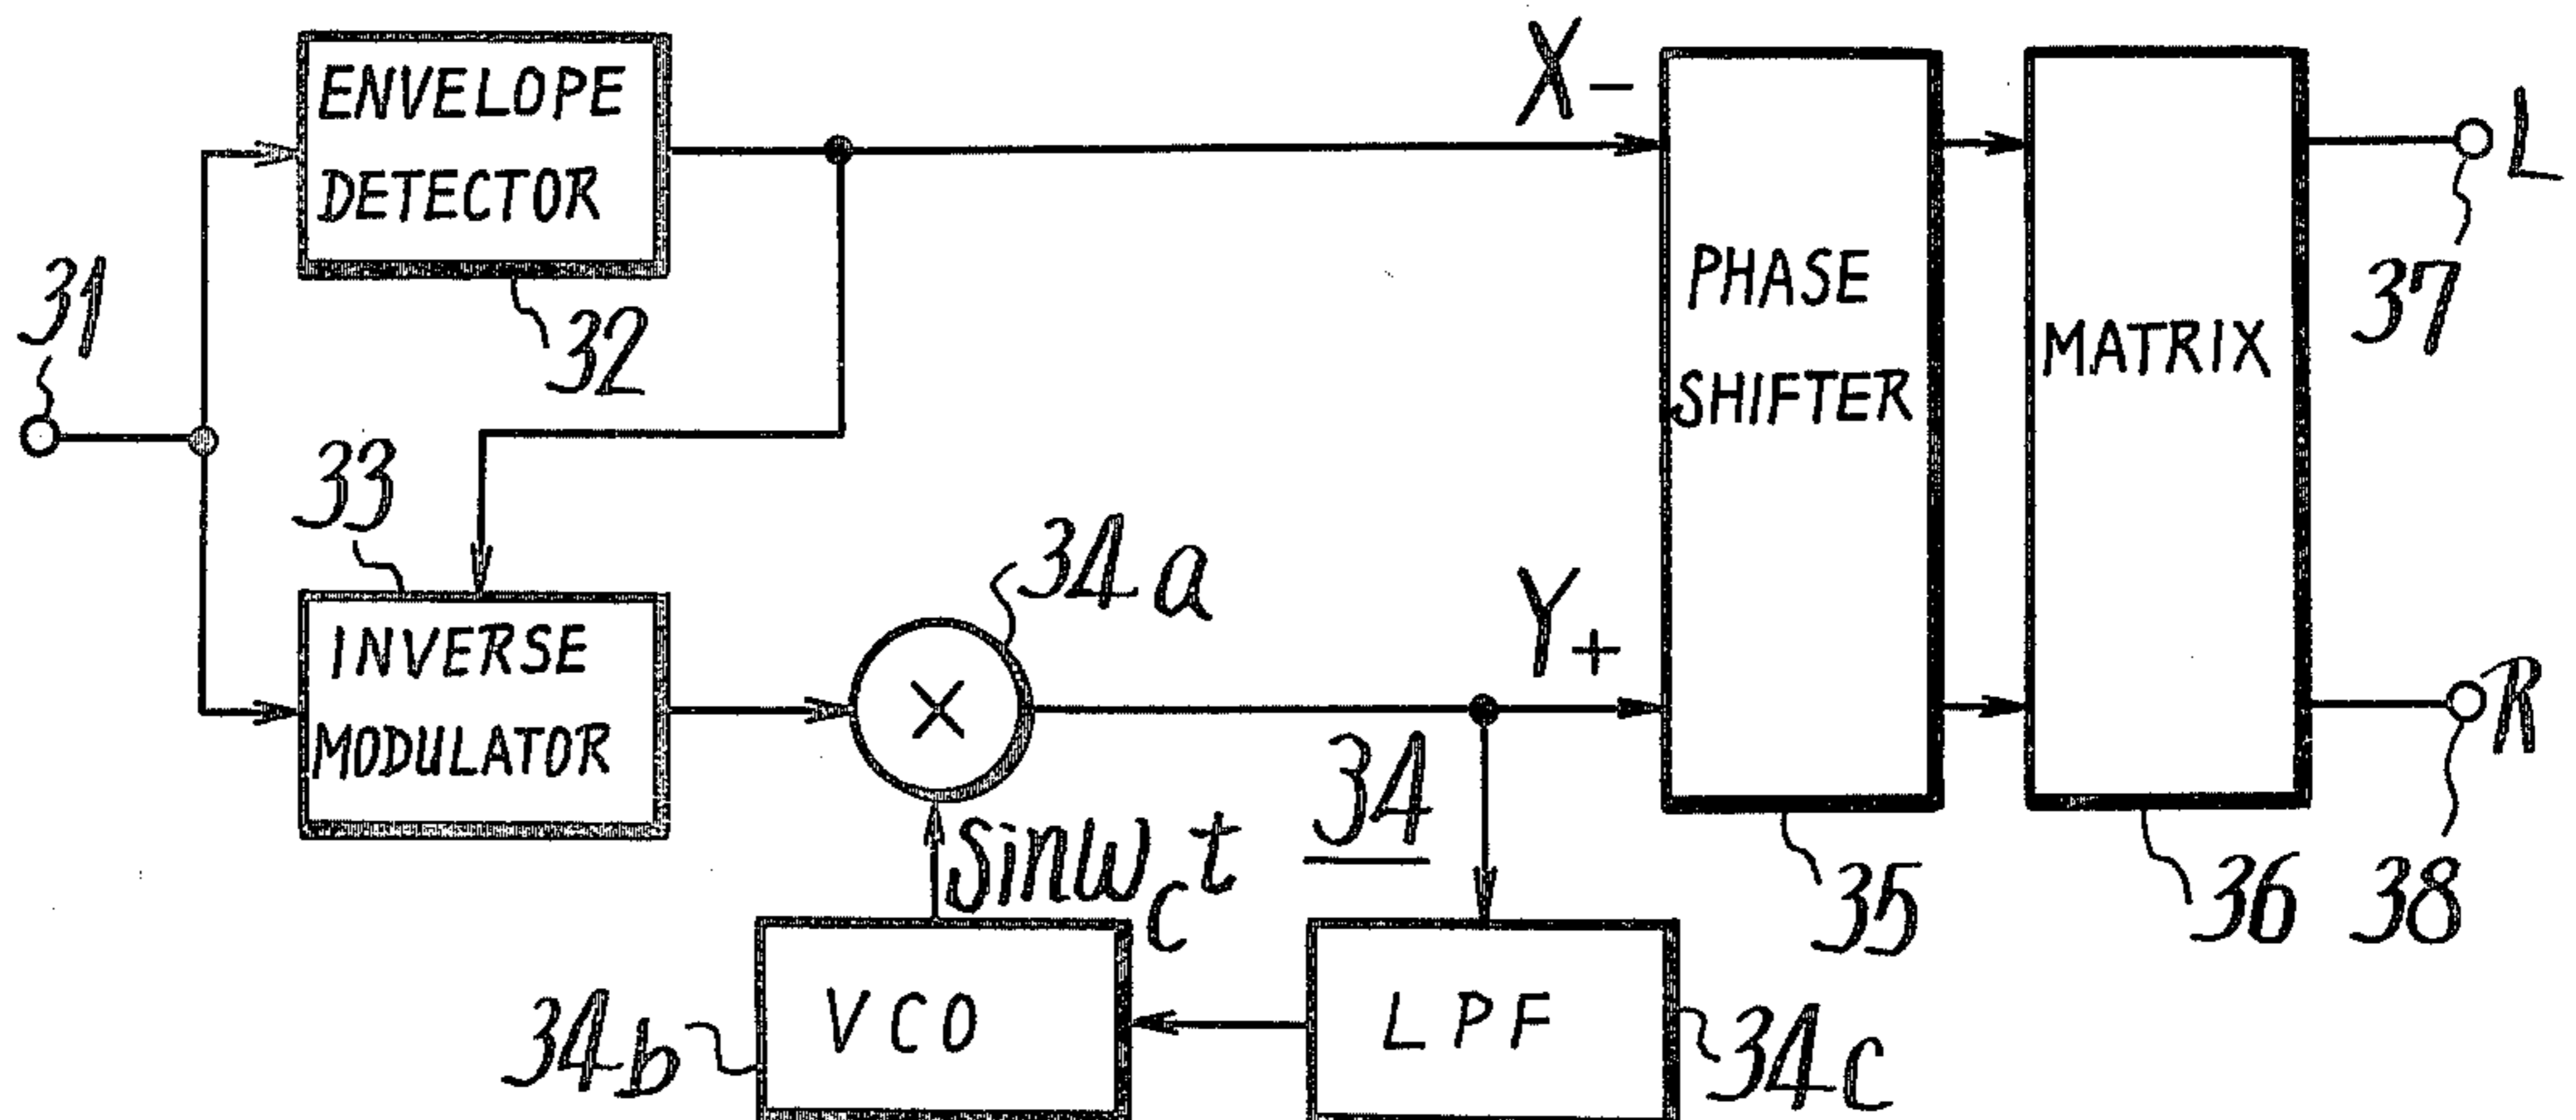 ENVELOPE
DETECTOR
32
31
33
INVERSE
MODULATOR
34a
sinω_c t
VCO
34b
LPF
34c
34
X−
Y+
PHASE
SHIFTER
35
MATRIX
36
L
37
R
38